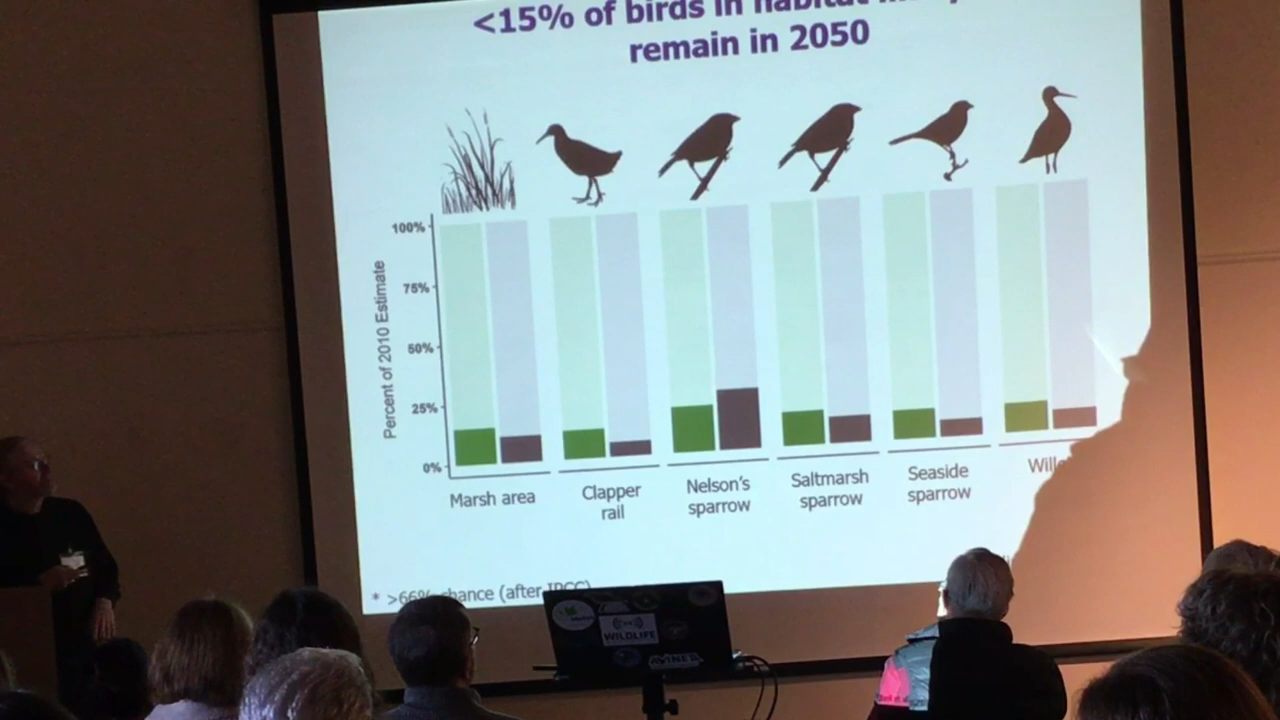 <15% of birds in habitat
remain in 2050
100%
75%
50%
25%
0%
Percent of 2010 Estimate
Marsh area
Clapper
rail
Nelson's
sparrow
Saltmarsh
sparrow
Seaside
sparrow
* >66% chance (after IPCC)
WILDLIFE